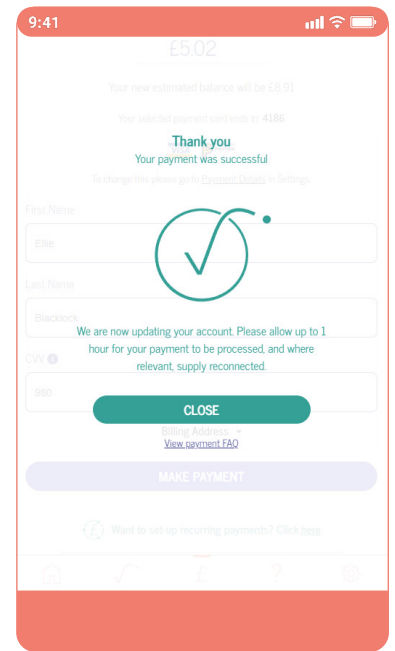 9:41
£5.02
Your new estimated balance will be £8.91
Your selected payment card ends in: 4186
Thank you
Your payment was successful
To change this please go to Payment Details in Settings.
First Name
Ellie
Last Name
Blacklock
We are now updating your account. Please allow up to 1
hour for your payment to be processed, and where
relevant, supply reconnected.
CVV
980
CLOSE
Billing Address
View payment FAQ
MAKE PAYMENT
Want to set-up recurring payments? Click here